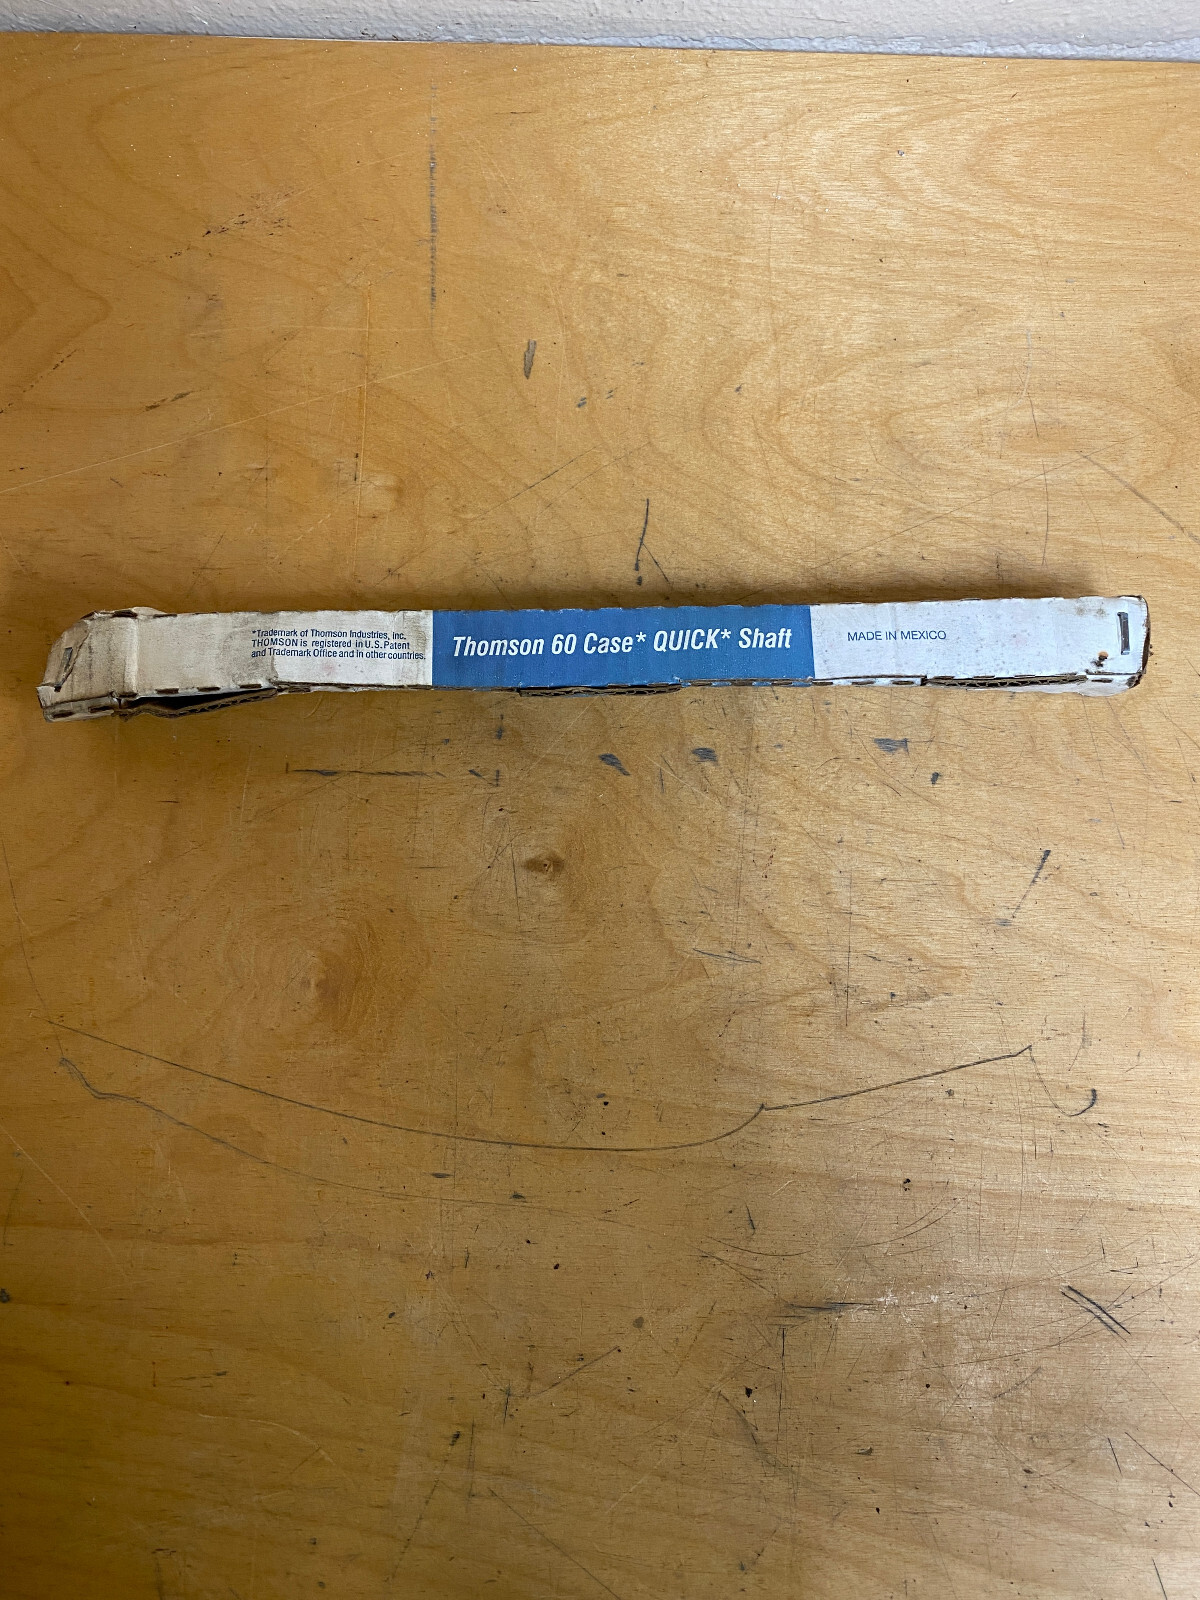 *Trademark of Thomson Industries, Inc.
THOMSON is registered in U.S. Patent
and Trademark Office and in other countries.
Thomson 60 Case* QUICK* Shaft
MADE IN MEXICO